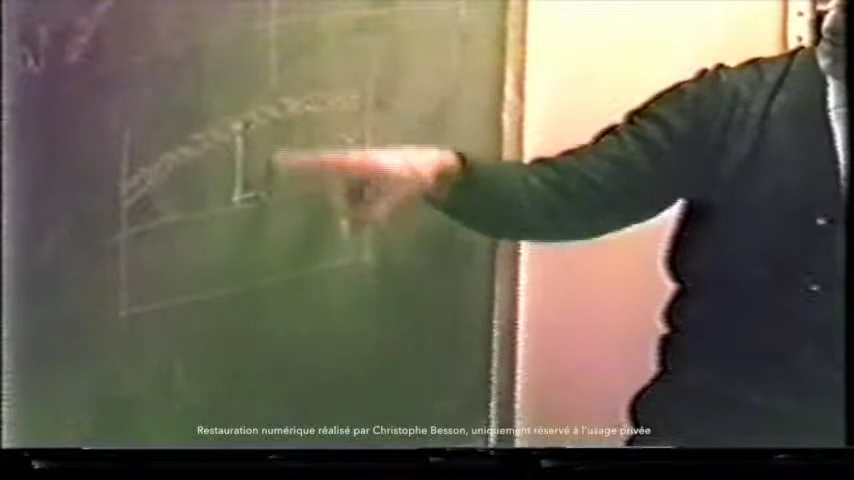 L
Restauration numérique réalisé par Christophe Besson, uniquement réservé à l'usage privée